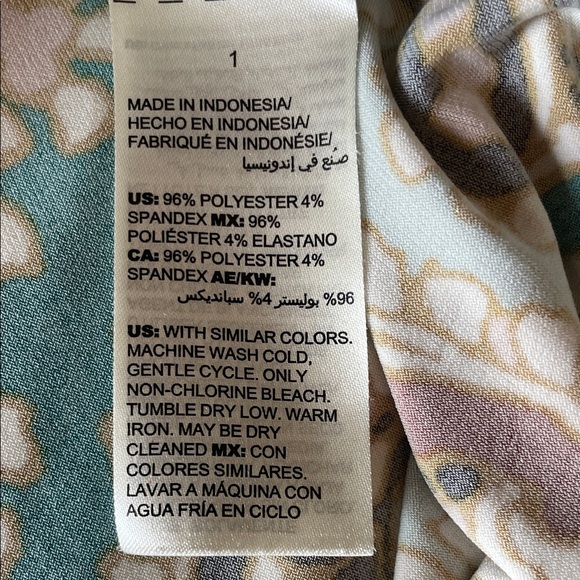 1
MADE IN INDONESIA/
HECHO EN INDONESIA/
FABRIQUÉ EN INDONÉSIE/
صُنع في إندونيسيا
US: 96% POLYESTER 4%
SPANDEX MX: 96%
POLIÉSTER 4% ELASTANO
CA: 96% POLYESTER 4%
SPANDEX AE/KW:
96% بوليستر 4% سبانديكس
US: WITH SIMILAR COLORS.
MACHINE WASH COLD,
GENTLE CYCLE. ONLY
NON-CHLORINE BLEACH.
TUMBLE DRY LOW. WARM
IRON. MAY BE DRY
CLEANED MX: CON
COLORES SIMILARES.
LAVAR A MÁQUINA CON
AGUA FRÍA EN CICLO